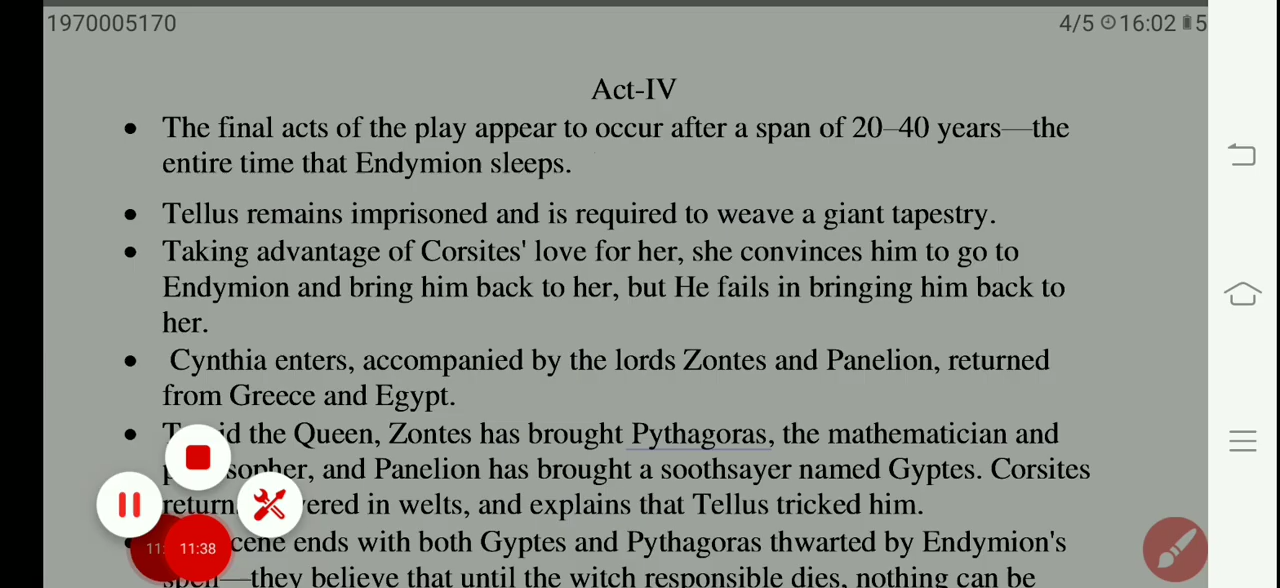 1970005170
4/5 16:02 5
Act-IV
• The final acts of the play appear to occur after a span of 20–40 years—the
entire time that Endymion sleeps.
• Tellus remains imprisoned and is required to weave a giant tapestry.
• Taking advantage of Corsites' love for her, she convinces him to go to
Endymion and bring him back to her, but He fails in bringing him back to
her.
• Cynthia enters, accompanied by the lords Zontes and Panelion, returned
from Greece and Egypt.
• the Queen, Zontes has brought Pythagoras, the mathematician and
and Panelion has brought a soothsayer named Gyptes. Corsites
in welts, and explains that Tellus tricked him.
ends with both Gyptes and Pythagoras thwarted by Endymion's
spell—they believe that until the witch responsible dies, nothing can be
11:38